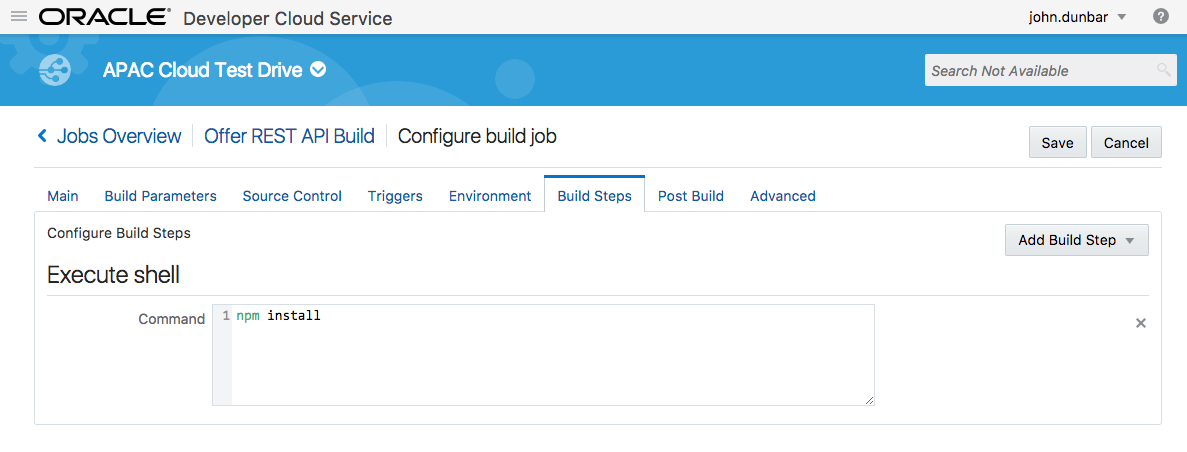 ORACLE® Developer Cloud Service john.dunbar
APAC Cloud Test Drive Search Not Available
Jobs Overview Offer REST API Build Configure build job Save Cancel
Main Build Parameters Source Control Triggers Environment Build Steps Post Build Advanced
Configure Build Steps Add Build Step
Execute shell
Command 1 npm install